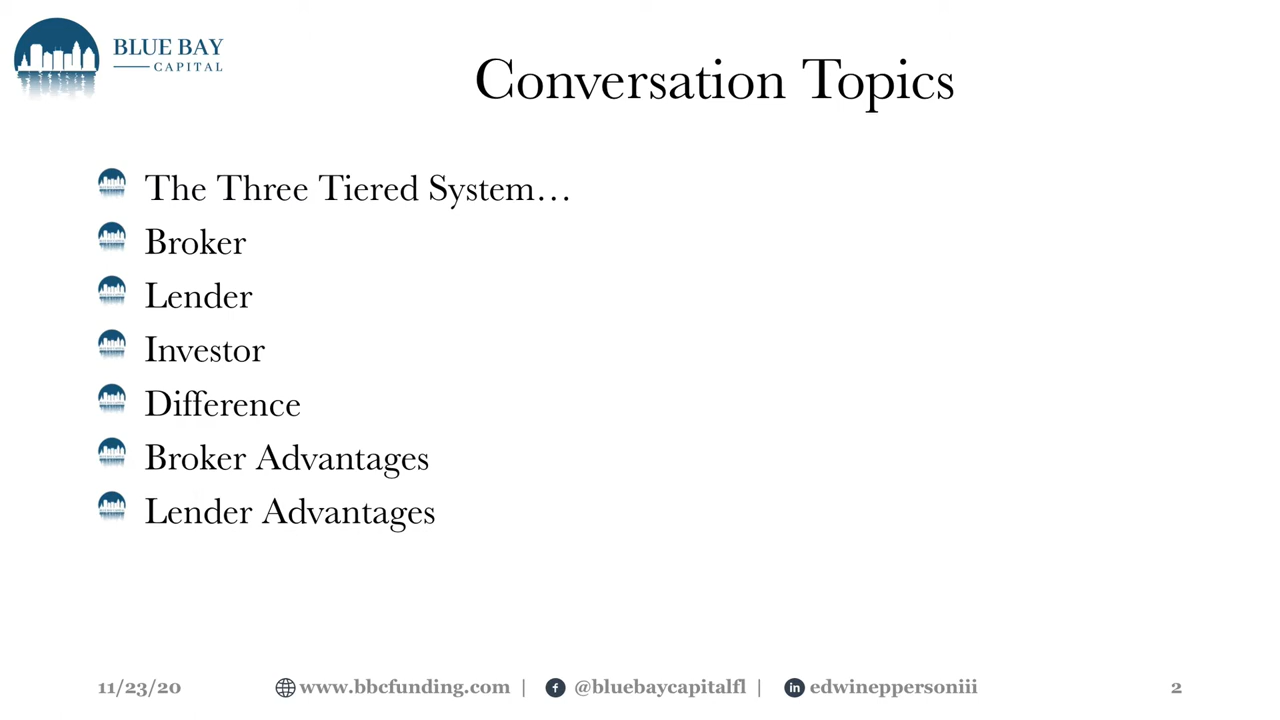 BLUE BAY
CAPITAL
Conversation Topics
The Three Tiered System…
Broker
Lender
Investor
Difference
Broker Advantages
Lender Advantages
11/23/20 www.bbcfunding.com | @bluebaycapitalfl | edwineppersoniii 2